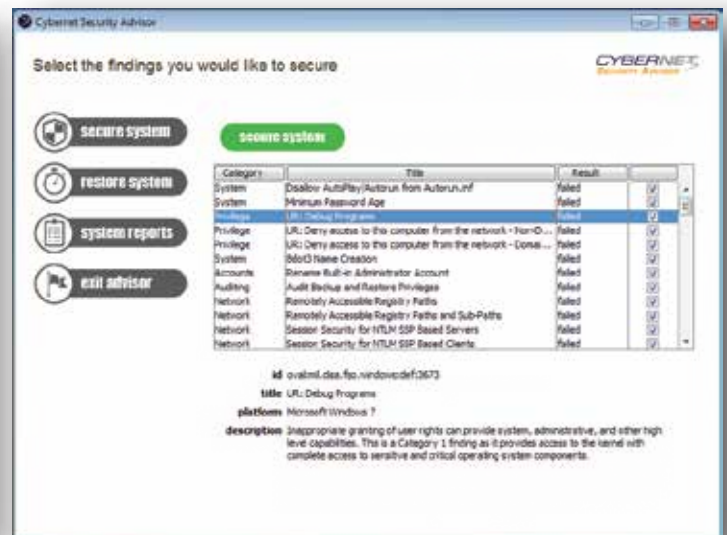 Cybernet Security Advisor
Select the findings you would like to secure
CYBERNET
SECURITY ADVISOR
secure system
restore system
system reports
exit advisor
secure system
Category Title Result
System Disallow AutoPlay/Autorun from Autorun.inf failed
System Minimum Password Age failed
Privilege UR: Debug Programs failed
Privilege UR: Deny access to this computer from the network - Non-D... failed
Privilege UR: Deny access to this computer from the network - Domai... failed
System 8dot3 Name Creation failed
Accounts Rename Built-in Administrator Account failed
Auditing Audit Backup and Restore Privileges failed
Network Remotely Accessible Registry Paths failed
Network Remotely Accessible Registry Paths and Sub-Paths failed
Network Session Security for NTLM SSP Based Servers failed
Network Session Security for NTLM SSP Based Clients failed
id oval:mil.disa.fso.windows:def:3673
title UR: Debug Programs
platform Microsoft Windows 7
description Inappropriate granting of user rights can provide system, administrative, and other high
level capabilities. This is a Category 1 finding as it provides access to the kernel with
complete access to sensitive and critical operating system components.